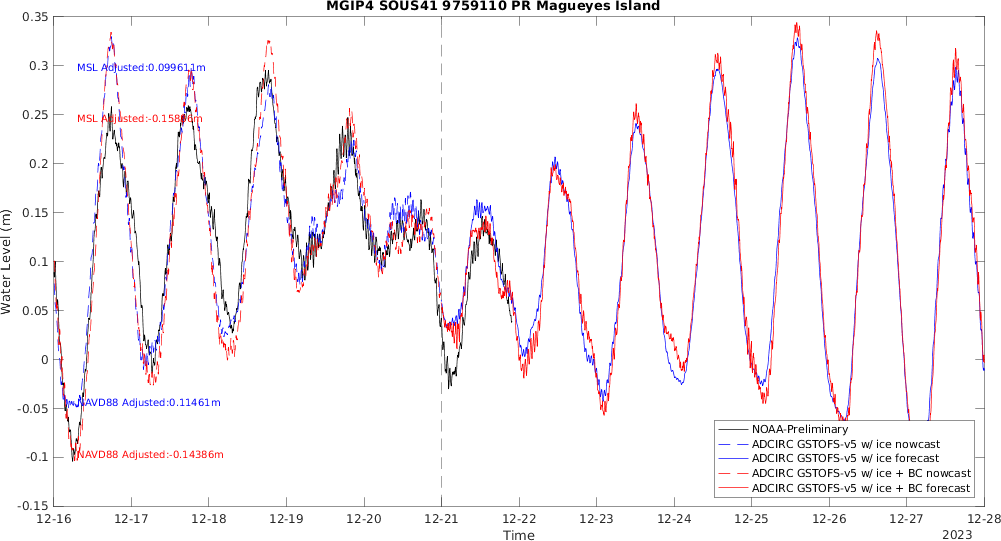 MGIP4 SOUS41 9759110 PR Magueyes Island
0.35
0.3
0.25
0.2
0.15
0.1
0.05
0
-0.05
-0.1
-0.15
Water Level (m)
MSL Adjusted:0.099611m
MSL Adjusted:-0.15886m
NAVD88 Adjusted:0.11461m
NAVD88 Adjusted:-0.14386m
NOAA-Preliminary
ADCIRC GSTOFS-v5 w/ ice nowcast
ADCIRC GSTOFS-v5 w/ ice forecast
ADCIRC GSTOFS-v5 w/ ice + BC nowcast
ADCIRC GSTOFS-v5 w/ ice + BC forecast
12-16 12-17 12-18 12-19 12-20 12-21 12-22 12-23 12-24 12-25 12-26 12-27 12-28
Time
2023